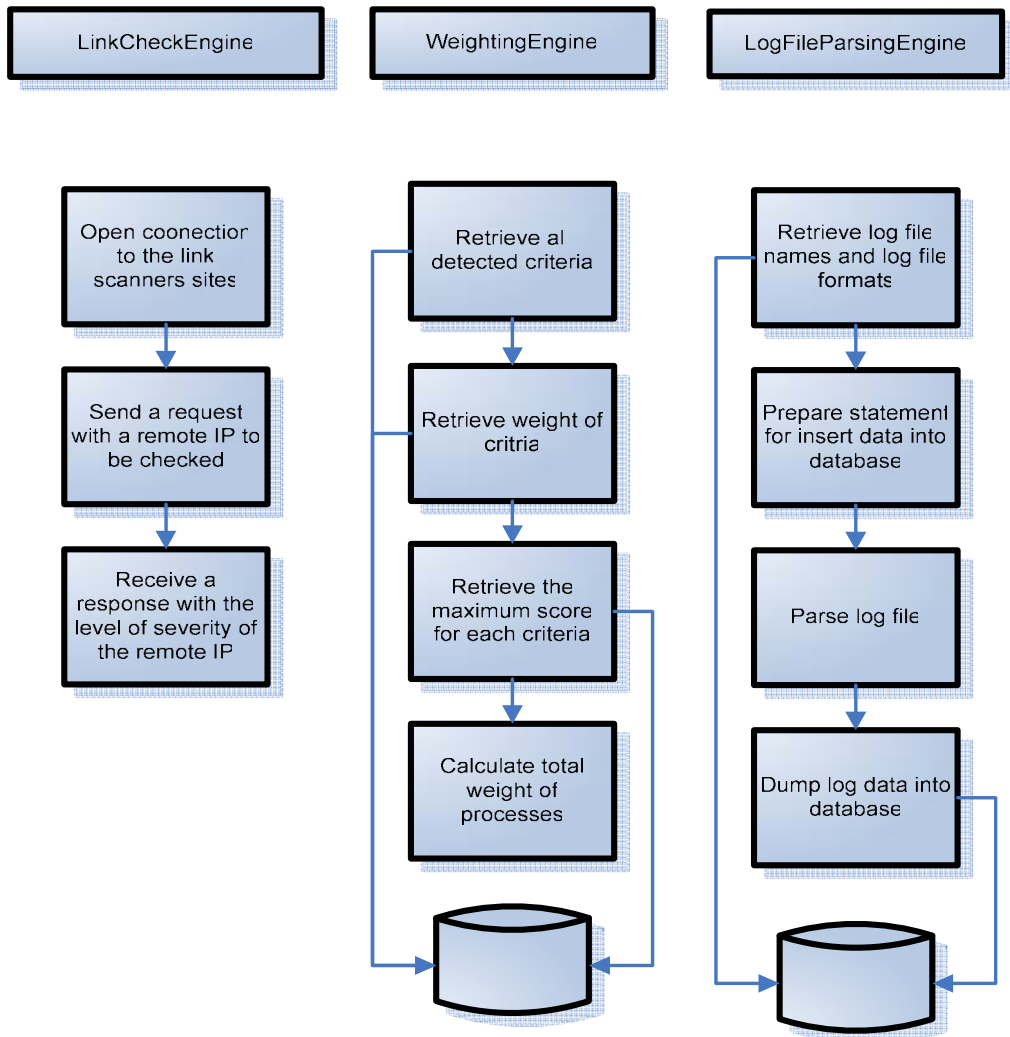 LinkCheckEngine
WeightingEngine
LogFileParsingEngine
Open coonection
to the link
scanners sites
Send a request
with a remote IP to
be checked
Receive a
response with the
level of severity of
the remote IP
Retrieve al
detected criteria
Retrieve weight of
critria
Retrieve the
maximum score
for each criteria
Calculate total
weight of
processes
Retrieve log file
names and log file
formats
Prepare statement
for insert data into
database
Parse log file
Dump log data into
database